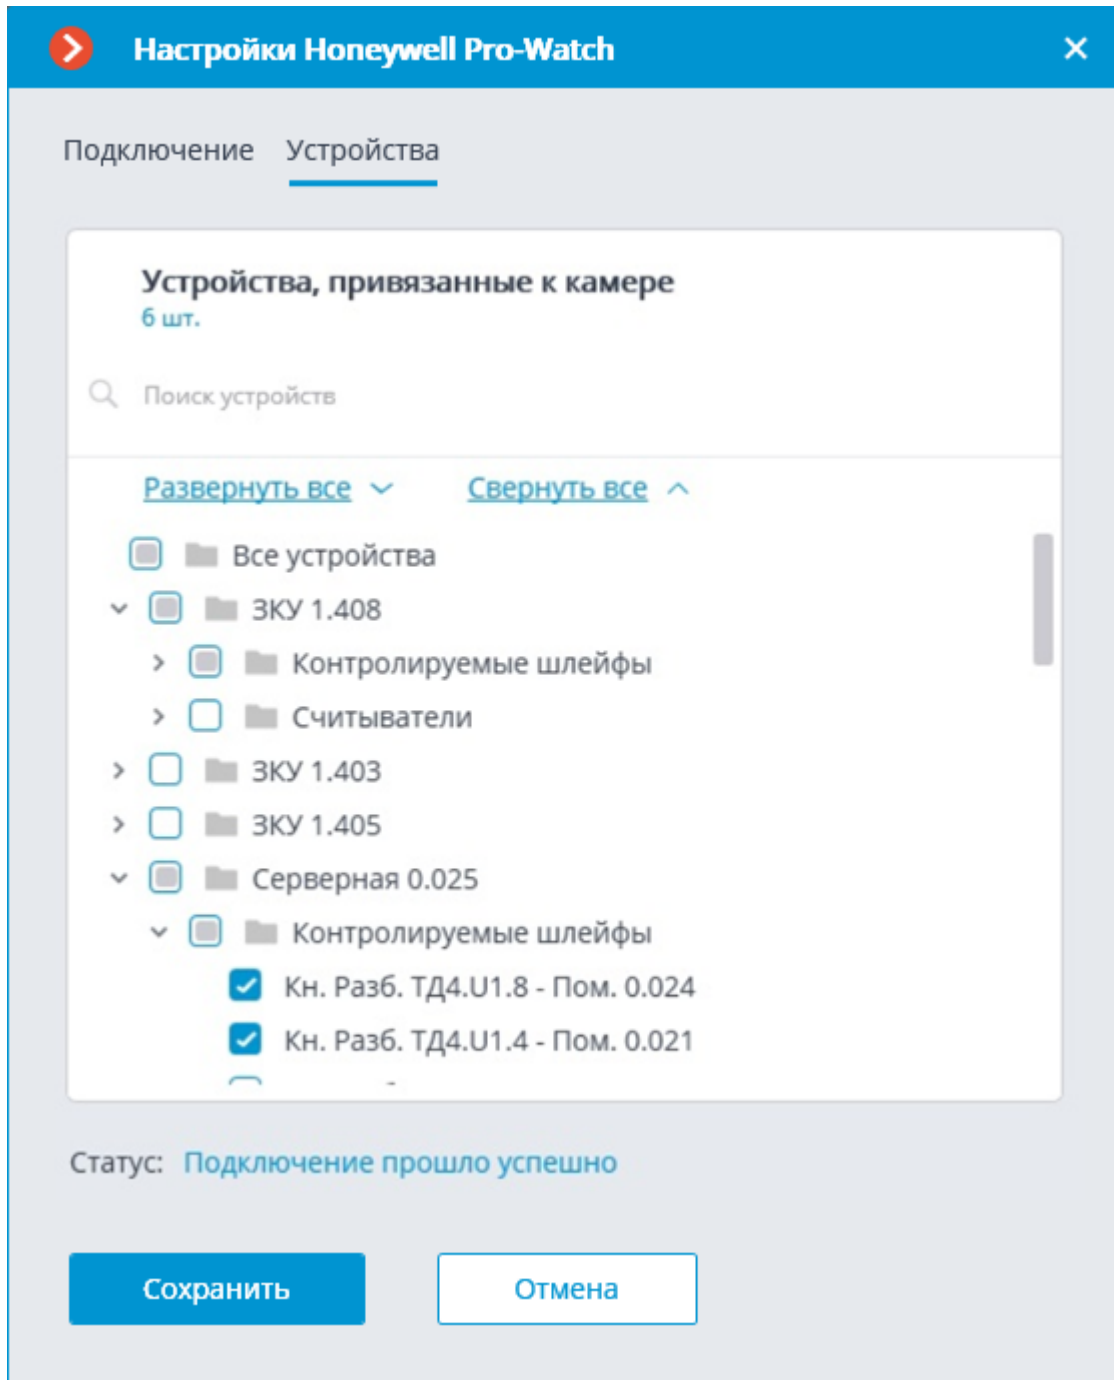 Настройки Honeywell Pro-Watch
Подключение Устройства
Устройства, привязанные к камере
6 шт.
Поиск устройств
Развернуть все Свернуть все
Все устройства
ЗКУ 1.408
Контролируемые шлейфы
Считыватели
ЗКУ 1.403
ЗКУ 1.405
Серверная 0.025
Контролируемые шлейфы
Кн. Разб. ТД4.U1.8 - Пом. 0.024
Кн. Разб. ТД4.U1.4 - Пом. 0.021
Статус: Подключение прошло успешно
Сохранить Отмена